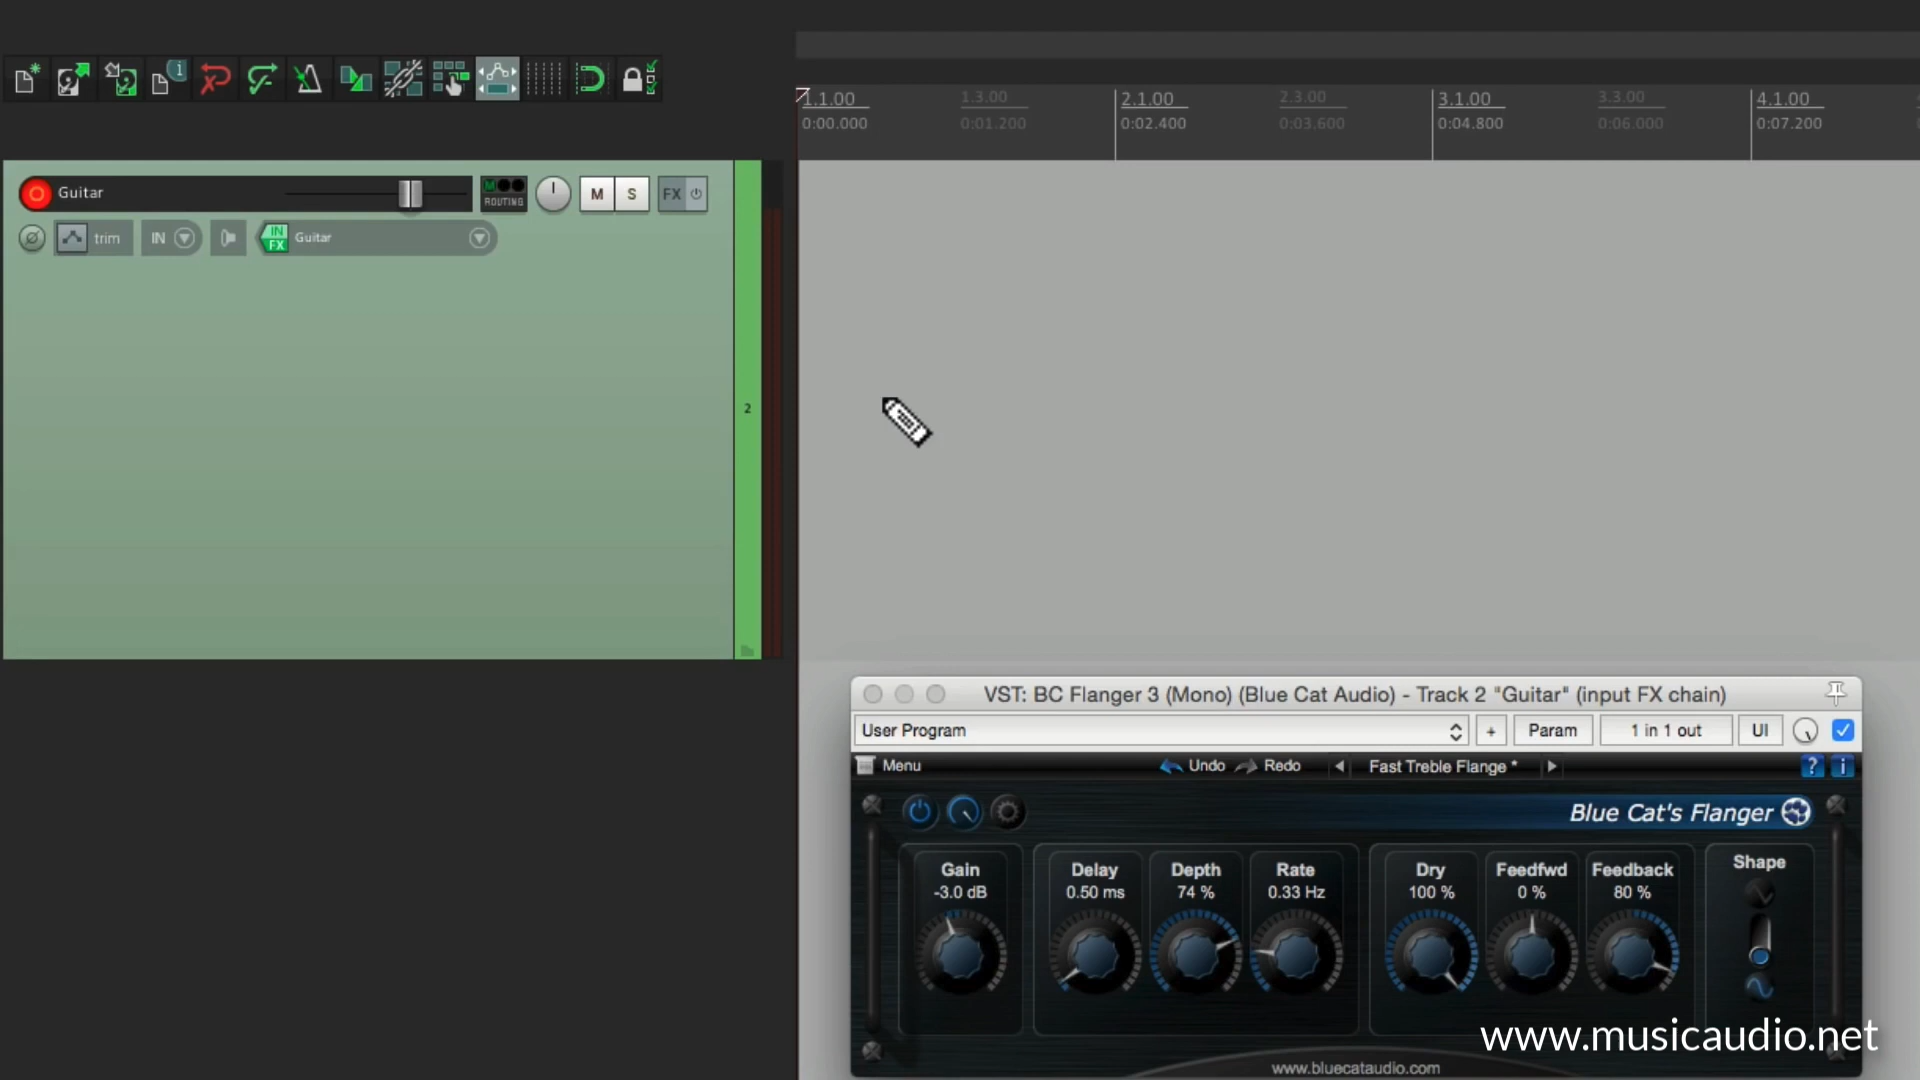 1.1.00 1.3.00 2.1.00 2.3.00 3.1.00 3.3.00 4.1.00
0:00.000 0:01.200 0:02.400 0:03.600 0:04.800 0:06.000 0:07.200
Guitar ROUTING M S FX
trim IN IN FX Guitar
2
VST: BC Flanger 3 (Mono) (Blue Cat Audio) - Track 2 "Guitar" (input FX chain)
User Program + Param 1 in 1 out UI
Menu Undo Redo Fast Treble Flange * ? i
Blue Cat's Flanger
Gain Delay Depth Rate Dry Feedfwd Feedback Shape
-3.0 dB 0.50 ms 74 % 0.33 Hz 100 % 0 % 80 %
www.musicaudio.net
www.bluecataudio.com